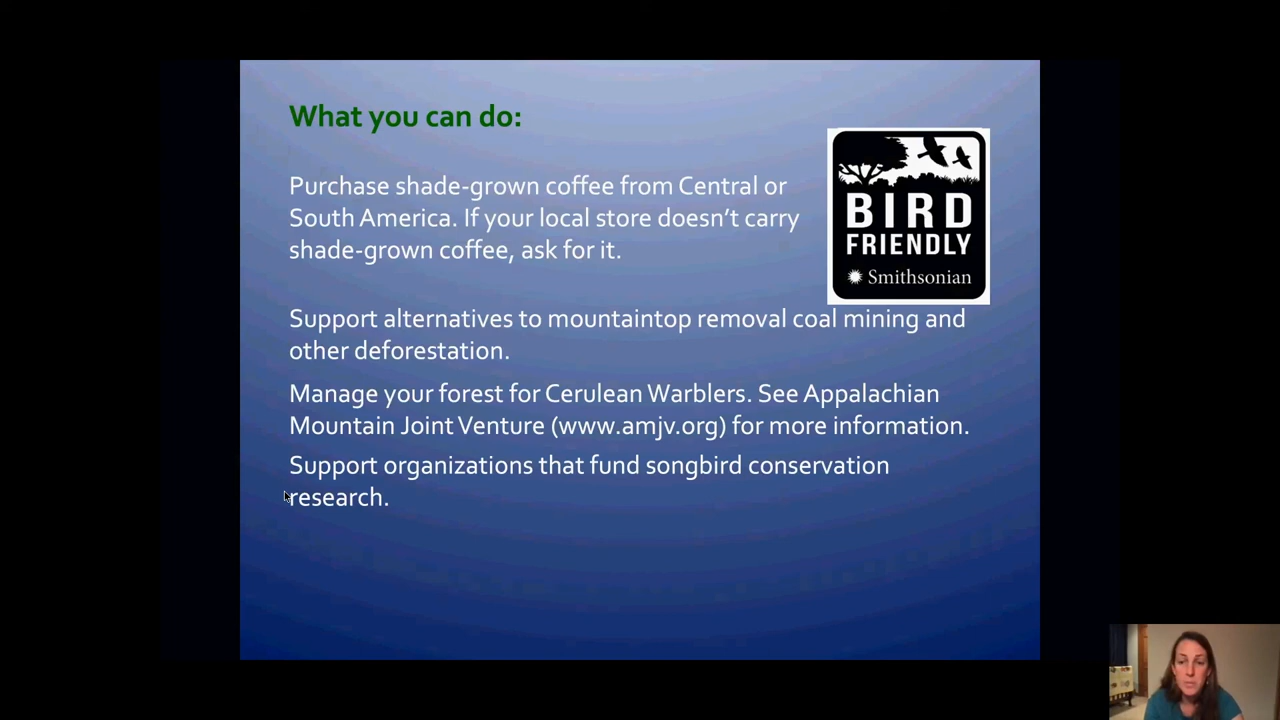 What you can do:
Purchase shade-grown coffee from Central or
South America. If your local store doesn’t carry
shade-grown coffee, ask for it.
BIRD
FRIENDLY
Smithsonian
Support alternatives to mountaintop removal coal mining and
other deforestation.
Manage your forest for Cerulean Warblers. See Appalachian
Mountain Joint Venture (www.amjv.org) for more information.
Support organizations that fund songbird conservation
research.